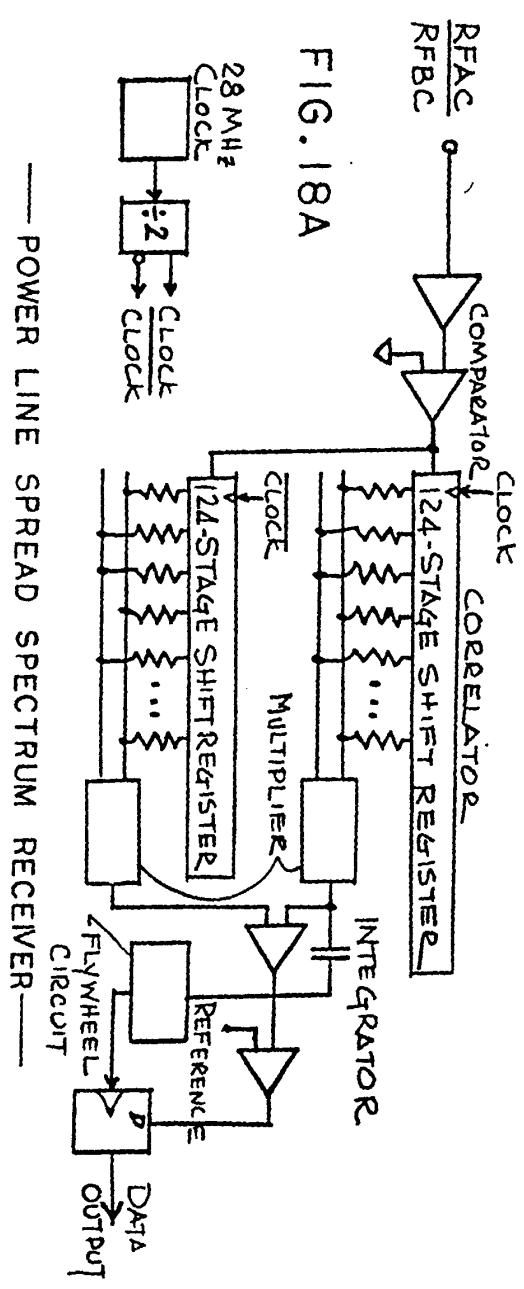 RFAC
RFBC
COMPARATOR
CLOCK
CORRELATOR
124-STAGE SHIFT REGISTER
CLOCK
124-STAGE SHIFT REGISTER
MULTIPLIER
INTEGRATOR
REFERENCE
FLYWHEEL
CIRCUIT
D
DATA
OUTPUT
FIG. 18A
28 MHz
CLOCK
÷2
CLOCK
CLOCK
— POWER LINE SPREAD SPECTRUM RECEIVER —